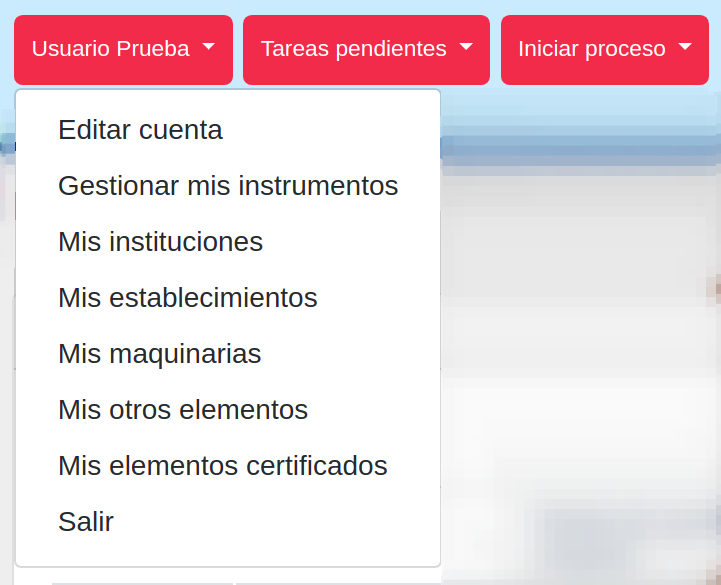 Usuario Prueba Tareas pendientes Iniciar proceso
Editar cuenta
Gestionar mis instrumentos
Mis instituciones
Mis establecimientos
Mis maquinarias
Mis otros elementos
Mis elementos certificados
Salir